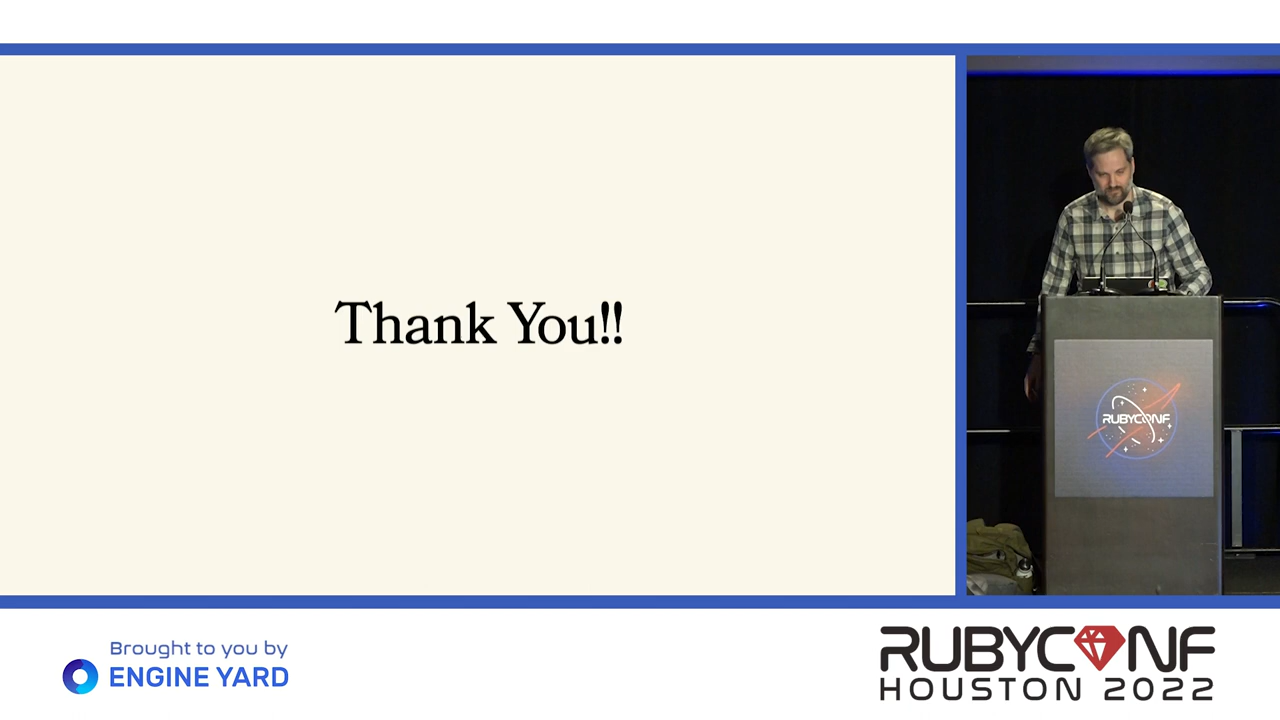 Thank You!!
RUBYCONF
Brought to you by
ENGINE YARD
RUBYCONF
HOUSTON 2022